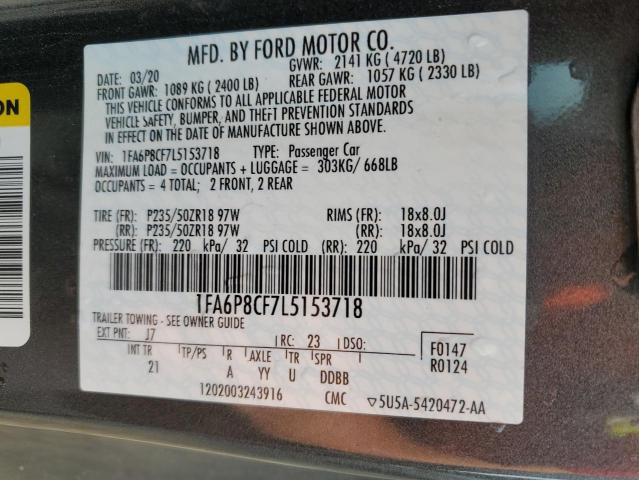 ON
MFD. BY FORD MOTOR CO.
DATE: 03/20 GVWR: 2141 KG ( 4720 LB)
FRONT GAWR: 1089 KG ( 2400 LB) REAR GAWR: 1057 KG ( 2330 LB)
THIS VEHICLE CONFORMS TO ALL APPLICABLE FEDERAL MOTOR
VEHICLE SAFETY, BUMPER, AND THEFT PREVENTION STANDARDS
IN EFFECT ON THE DATE OF MANUFACTURE SHOWN ABOVE.
VIN: 1FA6P8CF7L5153718 TYPE: Passenger Car
MAXIMUM LOAD = OCCUPANTS + LUGGAGE = 303KG/ 668LB
OCCUPANTS = 4 TOTAL; 2 FRONT, 2 REAR
TIRE (FR): P235/50ZR18 97W RIMS (FR): 18x8.0J
(RR): P235/50ZR18 97W (RR): 18x8.0J
PRESSURE (FR): 220 kPa/ 32 PSI COLD (RR): 220 kPa/ 32 PSI COLD
1FA6P8CF7L5153718
TRAILER TOWING - SEE OWNER GUIDE
EXT PNT: J7 RC: 23 DSO: F0147
INT TR TP/PS R AXLE TR SPR R0124
21 A YY U DDBB
1202003243916 CMC ▽5U5A-5420472-AA